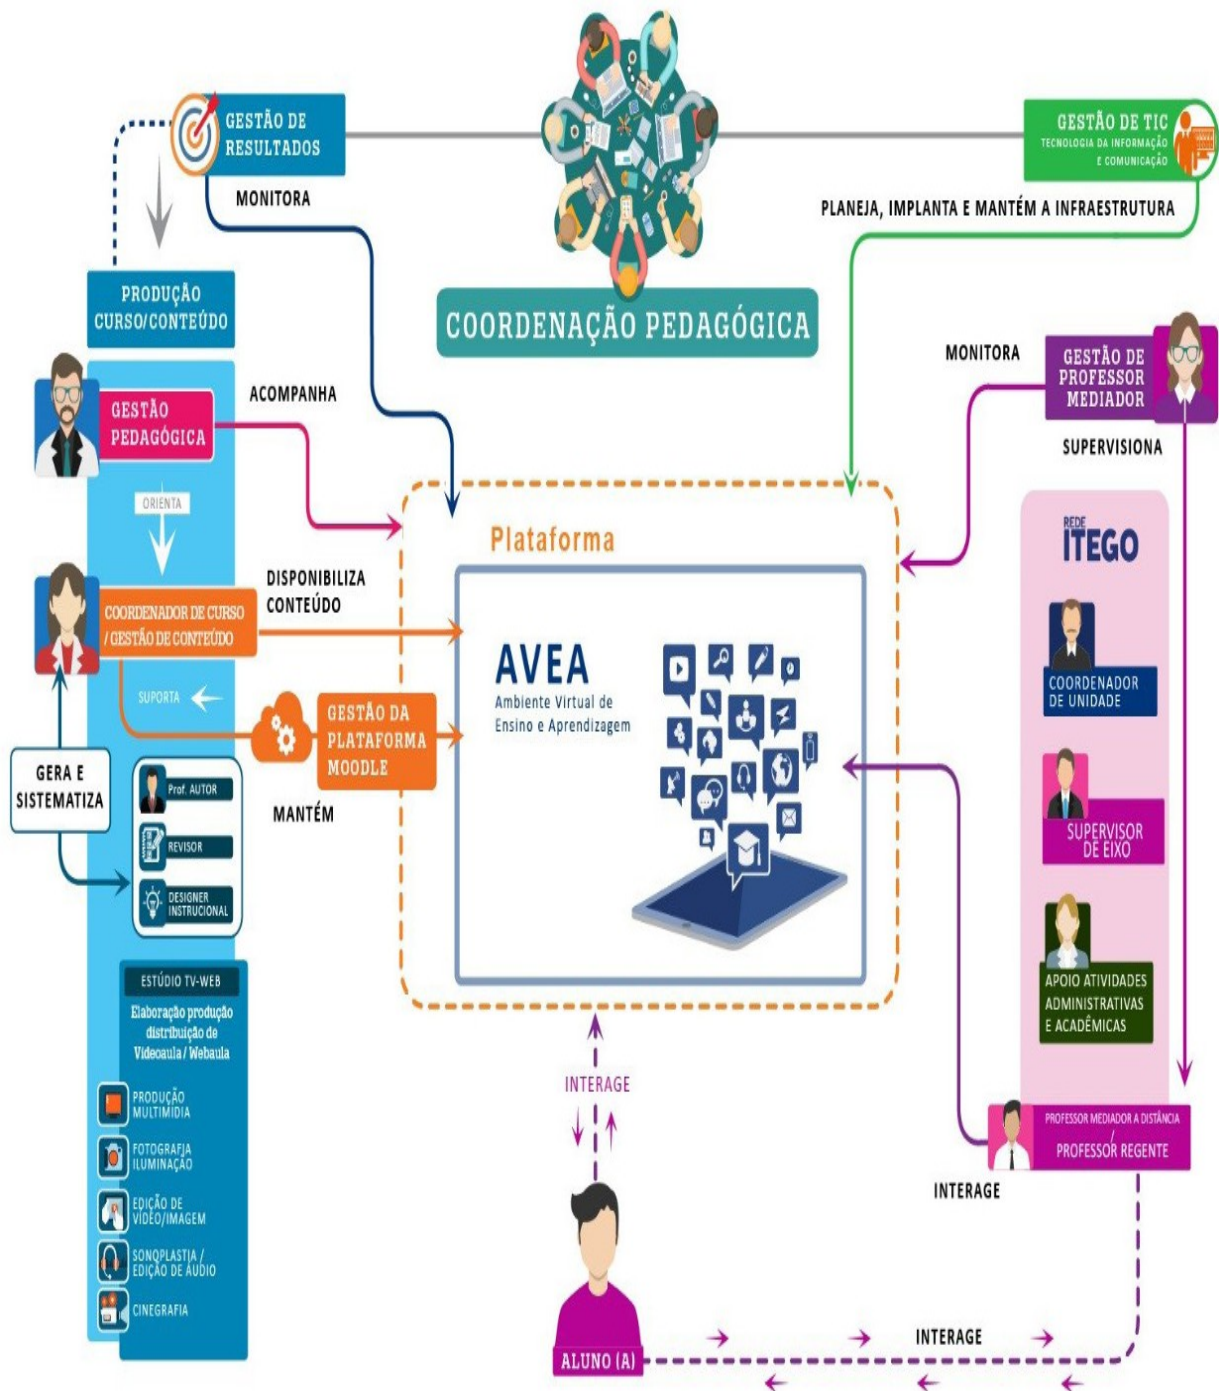 GESTÃO DE
RESULTADOS
MONITORA
GESTÃO DE TIC
TECNOLOGIA DA INFORMAÇÃO
E COMUNICAÇÃO
PLANEJA, IMPLANTA E MANTÉM A INFRAESTRUTURA
COORDENAÇÃO PEDAGÓGICA
PRODUÇÃO
CURSO/CONTEÚDO
GESTÃO
PEDAGÓGICA
ACOMPANHA
ORIENTA
COORDENADOR DE CURSO
/ GESTÃO DE CONTEÚDO
DISPONIBILIZA
CONTEÚDO
SUPORTA
GESTÃO DA
PLATAFORMA
MOODLE
MANTÉM
GERA E
SISTEMATIZA
Prof. AUTOR
REVISOR
DESIGNER
INSTRUCIONAL
ESTÚDIO TV-WEB
Elaboração produção
distribuição de
Videoaula / Webaula
PRODUÇÃO
MULTIMÍDIA
FOTOGRAFIA
ILUMINAÇÃO
EDIÇÃO DE
VÍDEO/IMAGEM
SONOPLASTIA /
EDIÇÃO DE ÁUDIO
CINEGRAFIA
Plataforma
AVEA
Ambiente Virtual de
Ensino e Aprendizagem
MONITORA
GESTÃO DE
PROFESSOR
MEDIADOR
SUPERVISIONA
REDE
ITEGO
COORDENADOR
DE UNIDADE
SUPERVISOR
DE EIXO
APOIO ATIVIDADES
ADMINISTRATIVAS
E ACADÊMICAS
PROFESSOR MEDIADOR A DISTÂNCIA
/
PROFESSOR REGENTE
INTERAGE
INTERAGE
ALUNO (A)
INTERAGE